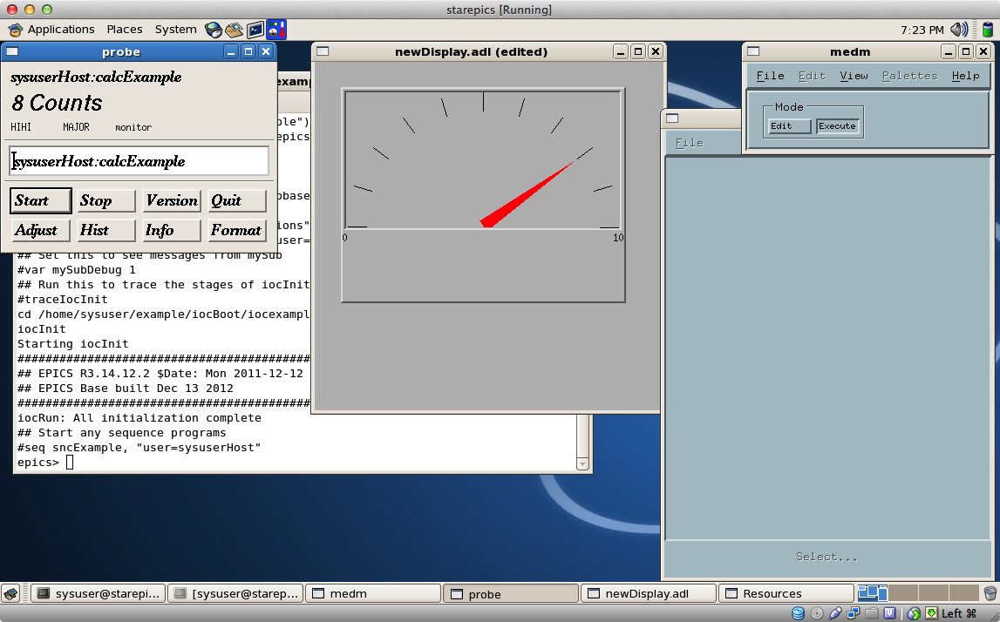 starepics [Running]
Applications Places System
7:23 PM
probe
sysuserHost:calcExample
8 Counts
HIHI MAJOR monitor
sysuserHost:calcExample
Start Stop Version Quit
Adjust Hist Info Format
ple")
epics
obase
ions"
user=
## Set this to see messages from mySub
#var mySubDebug 1
## Run this to trace the stages of iocInit
#traceIocInit
cd /home/sysuser/example/iocBoot/iocexampl
iocInit
Starting iocInit
##########################################
## EPICS R3.14.12.2 $Date: Mon 2011-12-12
## EPICS Base built Dec 13 2012
##########################################
iocRun: All initialization complete
## Start any sequence programs
#seq sncExample, "user=sysuserHost"
epics>
newDisplay.adl (edited)
0 10
medm
File Edit View Palettes Help
Mode
Edit Execute
File
Select...
sysuser@starepi...
[sysuser@starep...
medm
probe
newDisplay.adl
Resources
Left ⌘